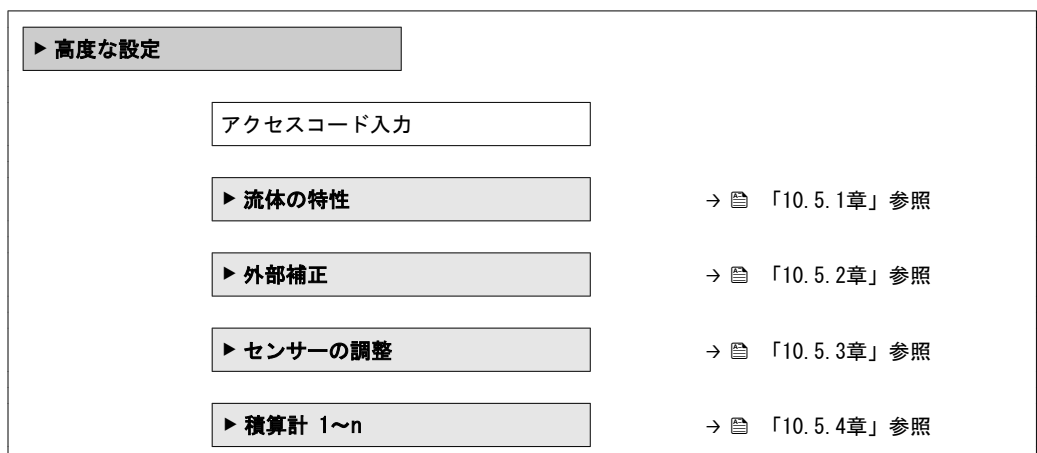 ▶ 高度な設定
アクセスコード入力
▶ 流体の特性 → 「10.5.1章」参照
▶ 外部補正 → 「10.5.2章」参照
▶ センサーの調整 → 「10.5.3章」参照
▶ 積算計 1～n → 「10.5.4章」参照